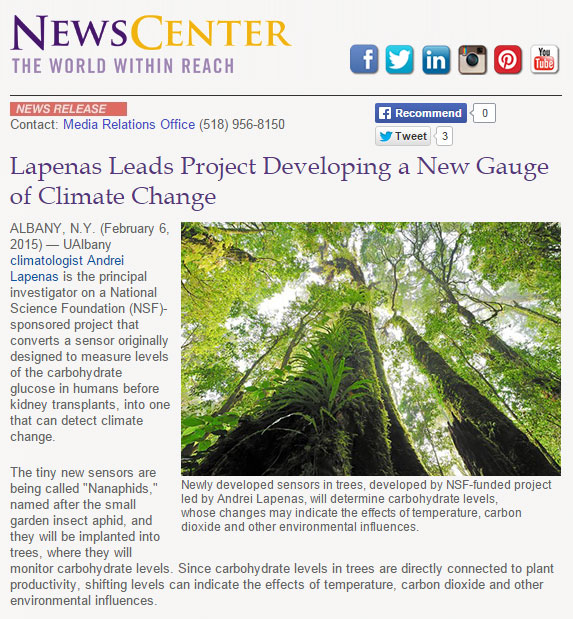 NEWSCENTER
THE WORLD WITHIN REACH
f
in
You
Tube
NEWS RELEASE
Contact: Media Relations Office (518) 956-8150
f Recommend 0
Tweet 3
Lapenas Leads Project Developing a New Gauge
of Climate Change
ALBANY, N.Y. (February 6,
2015) — UAlbany
climatologist Andrei
Lapenas is the principal
investigator on a National
Science Foundation (NSF)-
sponsored project that
converts a sensor originally
designed to measure levels
of the carbohydrate
glucose in humans before
kidney transplants, into one
that can detect climate
change.
Newly developed sensors in trees, developed by NSF-funded project
led by Andrei Lapenas, will determine carbohydrate levels,
whose changes may indicate the effects of temperature, carbon
dioxide and other environmental influences.
The tiny new sensors are
being called "Nanaphids,"
named after the small
garden insect aphid, and
they will be implanted into
trees, where they will
monitor carbohydrate levels. Since carbohydrate levels in trees are directly connected to plant
productivity, shifting levels can indicate the effects of temperature, carbon dioxide and other
environmental influences.